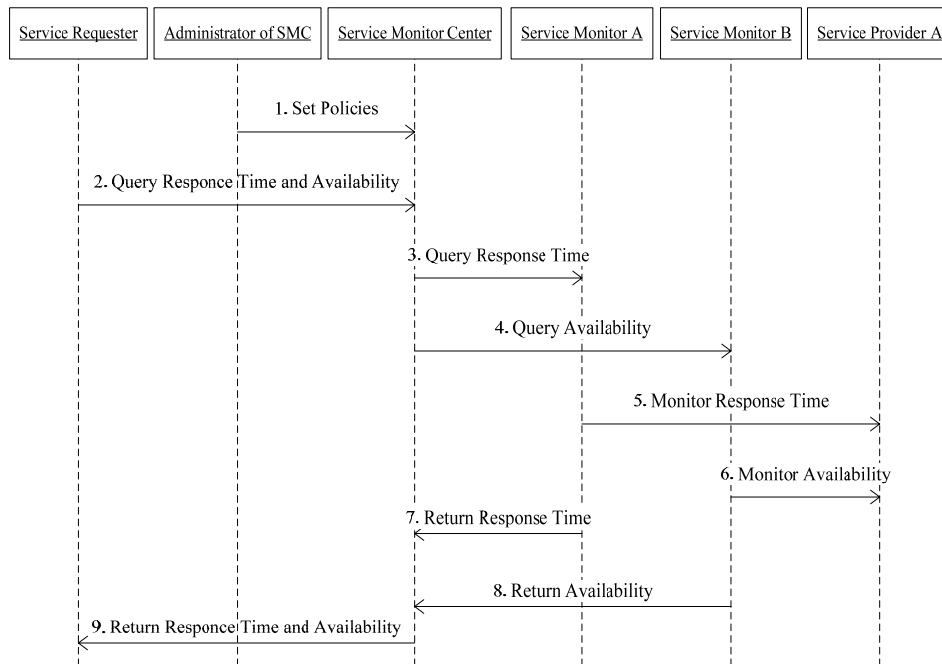 Service Requester
Administrator of SMC
Service Monitor Center
Service Monitor A
Service Monitor B
Service Provider A
1. Set Policies
2. Query Responce Time and Availability
3. Query Response Time
4. Query Availability
5. Monitor Response Time
6. Monitor Availability
7. Return Response Time
8. Return Availability
9. Return Responce Time and Availability